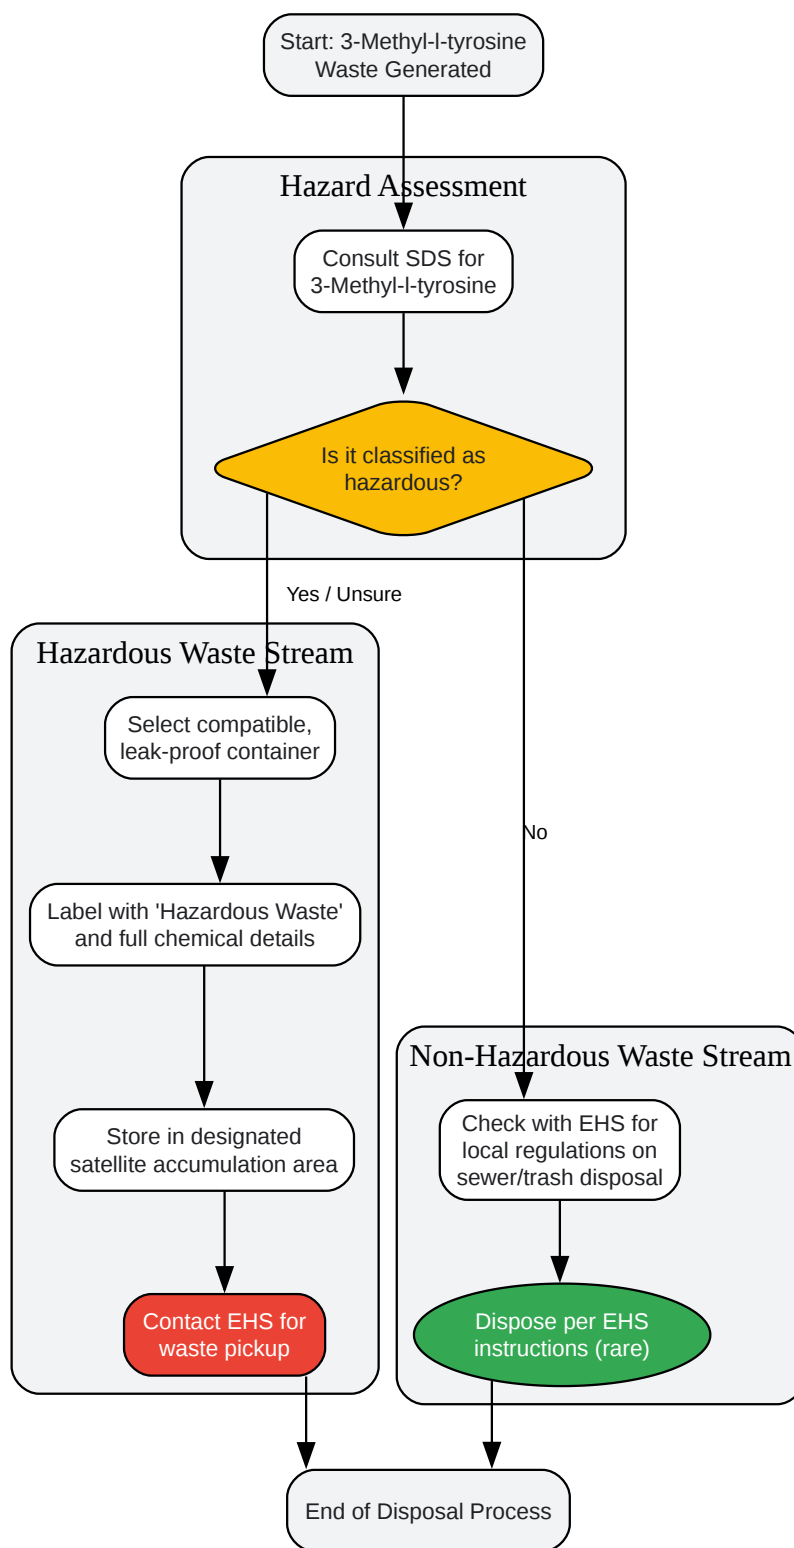 Start: 3-Methyl-l-tyrosine
Waste Generated
Hazard Assessment
Consult SDS for
3-Methyl-l-tyrosine
Is it classified as
hazardous?
Yes / Unsure
Hazardous Waste Stream
Select compatible,
leak-proof container
No
Label with 'Hazardous Waste'
and full chemical details
Non-Hazardous Waste Stream
Store in designated
satellite accumulation area
Check with EHS for
local regulations on
sewer/trash disposal
Contact EHS for
waste pickup
Dispose per EHS
instructions (rare)
End of Disposal Process